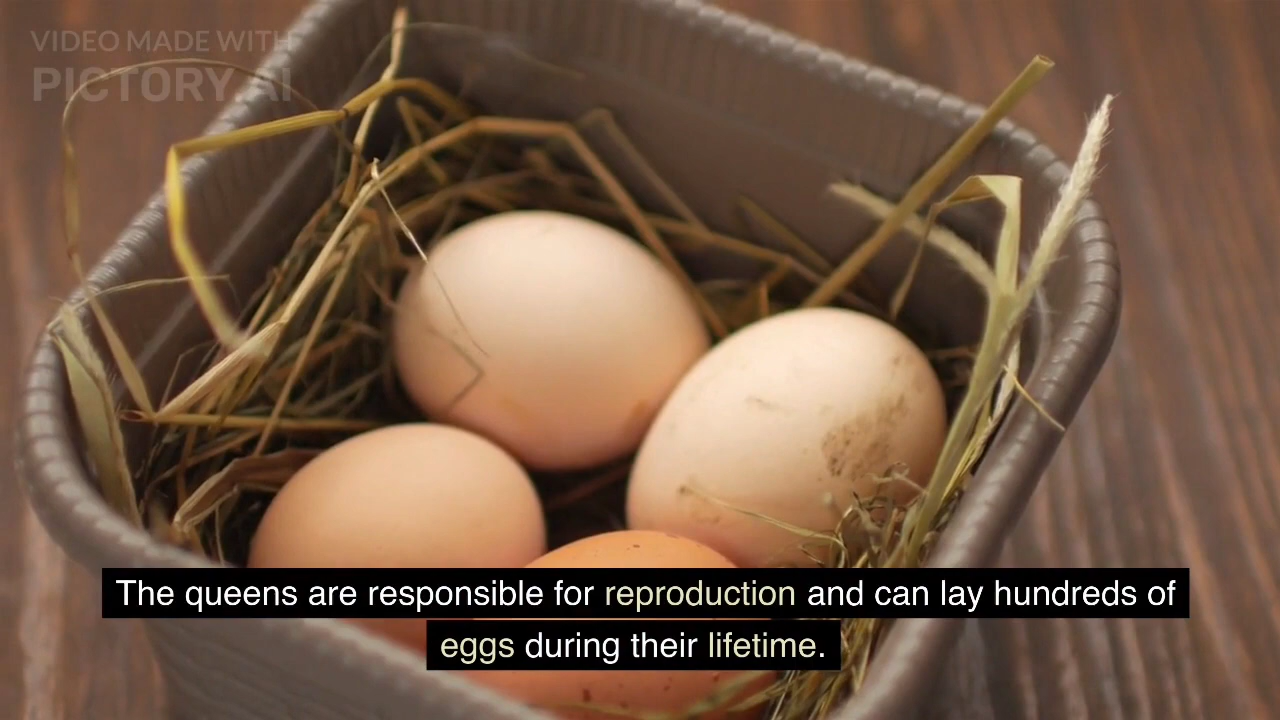 VIDEO MADE WITH
PICTORY.AI
The queens are responsible for reproduction and can lay hundreds of
eggs during their lifetime.